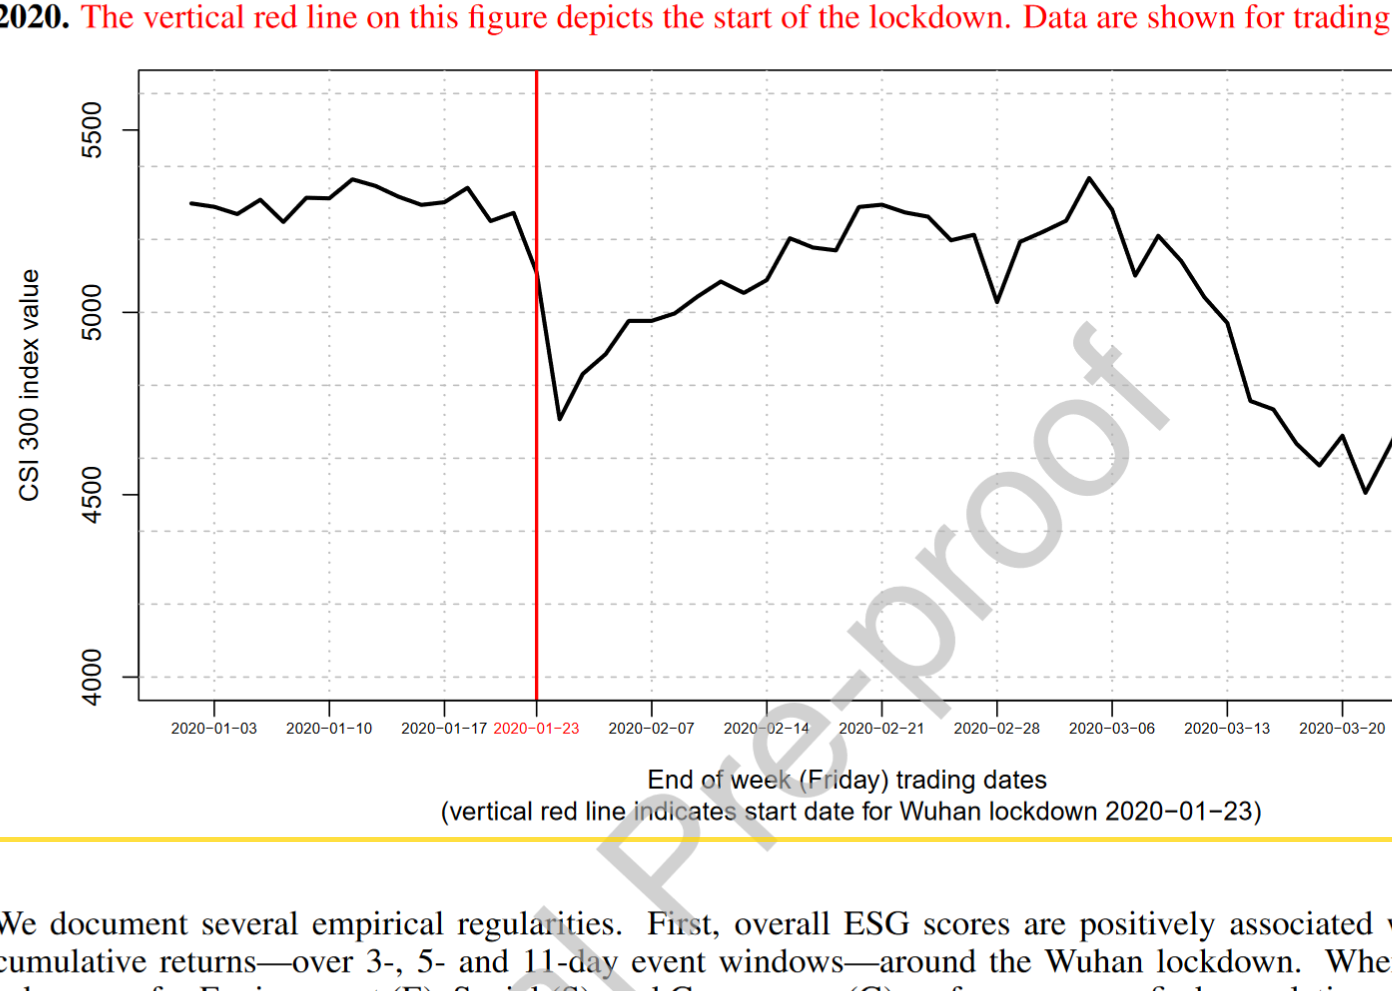 2020. The vertical red line on this figure depicts the start of the lockdown. Data are shown for trading
5500
5000
4500
4000
CSI 300 index value
2020−01−03 2020−01−10 2020−01−17 2020−01−23 2020−02−07 2020−02−14 2020−02−21 2020−02−28 2020−03−06 2020−03−13 2020−03−20
End of week (Friday) trading dates
(vertical red line indicates start date for Wuhan lockdown 2020−01−23)
Pre-proof
We document several empirical regularities. First, overall ESG scores are positively associated
cumulative returns—over 3-, 5- and 11-day event windows—around the Wuhan lockdown.